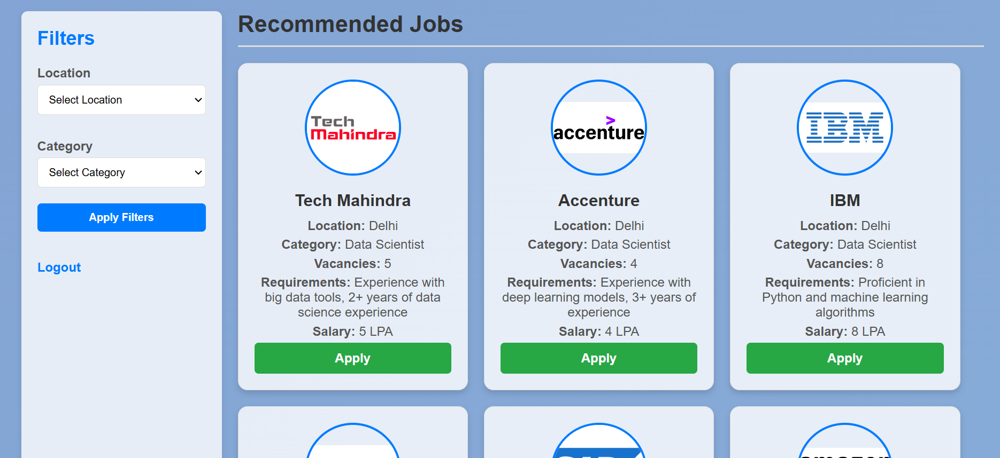 Filters
Location
Select Location
Category
Select Category
Apply Filters
Logout
Recommended Jobs
Tech
Mahindra
Tech Mahindra
Location: Delhi
Category: Data Scientist
Vacancies: 5
Requirements: Experience with
big data tools, 2+ years of data
science experience
Salary: 5 LPA
Apply
>
accenture
Accenture
Location: Delhi
Category: Data Scientist
Vacancies: 4
Requirements: Experience with
deep learning models, 3+ years of
experience
Salary: 4 LPA
Apply
IBM
IBM
Location: Delhi
Category: Data Scientist
Vacancies: 8
Requirements: Proficient in
Python and machine learning
algorithms
Salary: 8 LPA
Apply